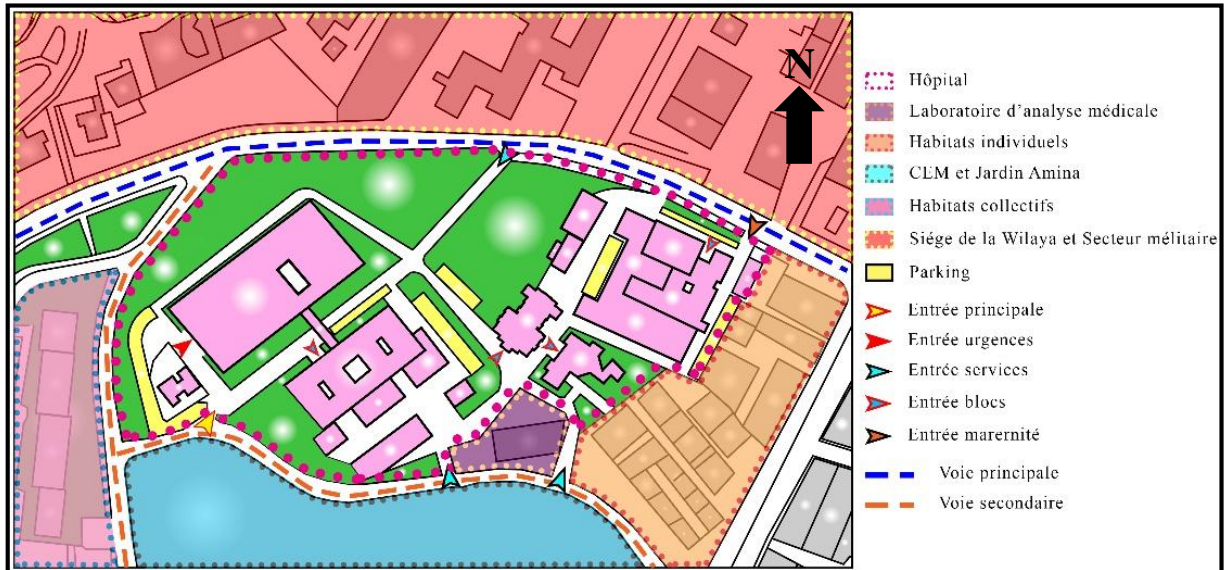 N
Hôpital
Laboratoire d'analyse médicale
Habitats individuels
CEM et Jardin Amina
Habitats collectifs
Siége de la Wilaya et Secteur mélitaire
Parking
Entrée principale
Entrée urgences
Entrée services
Entrée blocs
Entrée marernité
Voie principale
Voie secondaire